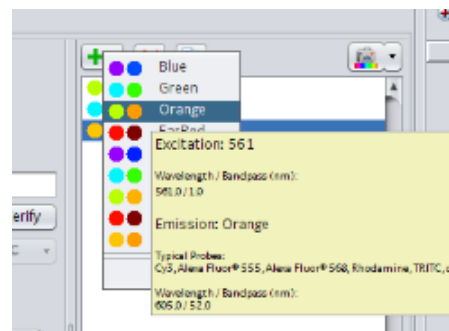 Blue
Green
Orange
FarRed
Excitation: 561
Wavelength / Bandpass (nm):
561.0/1.0
erify
Emission: Orange
C
Typical Probes:
Cy3, Alexa Fluor® 555, Alexa Fluor® 568, Rhodamine, TRITC,
Wavelength / Bandpass (nm):
605.0 / 52.0